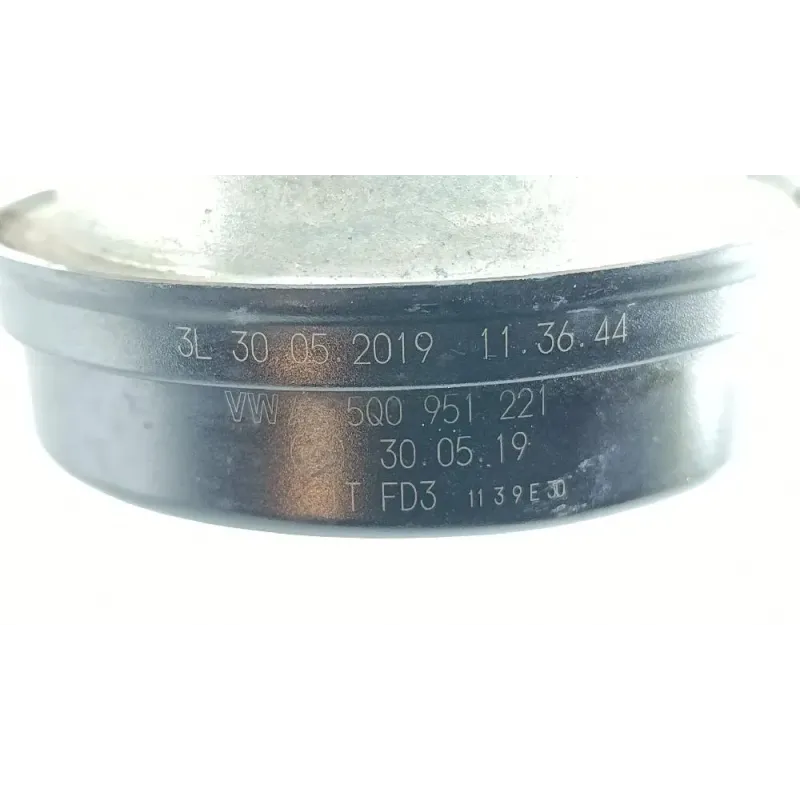 3L 30 05.2019 11.36.44
VW 5Q0 951 221
30.05.19
T FD3 1139E30